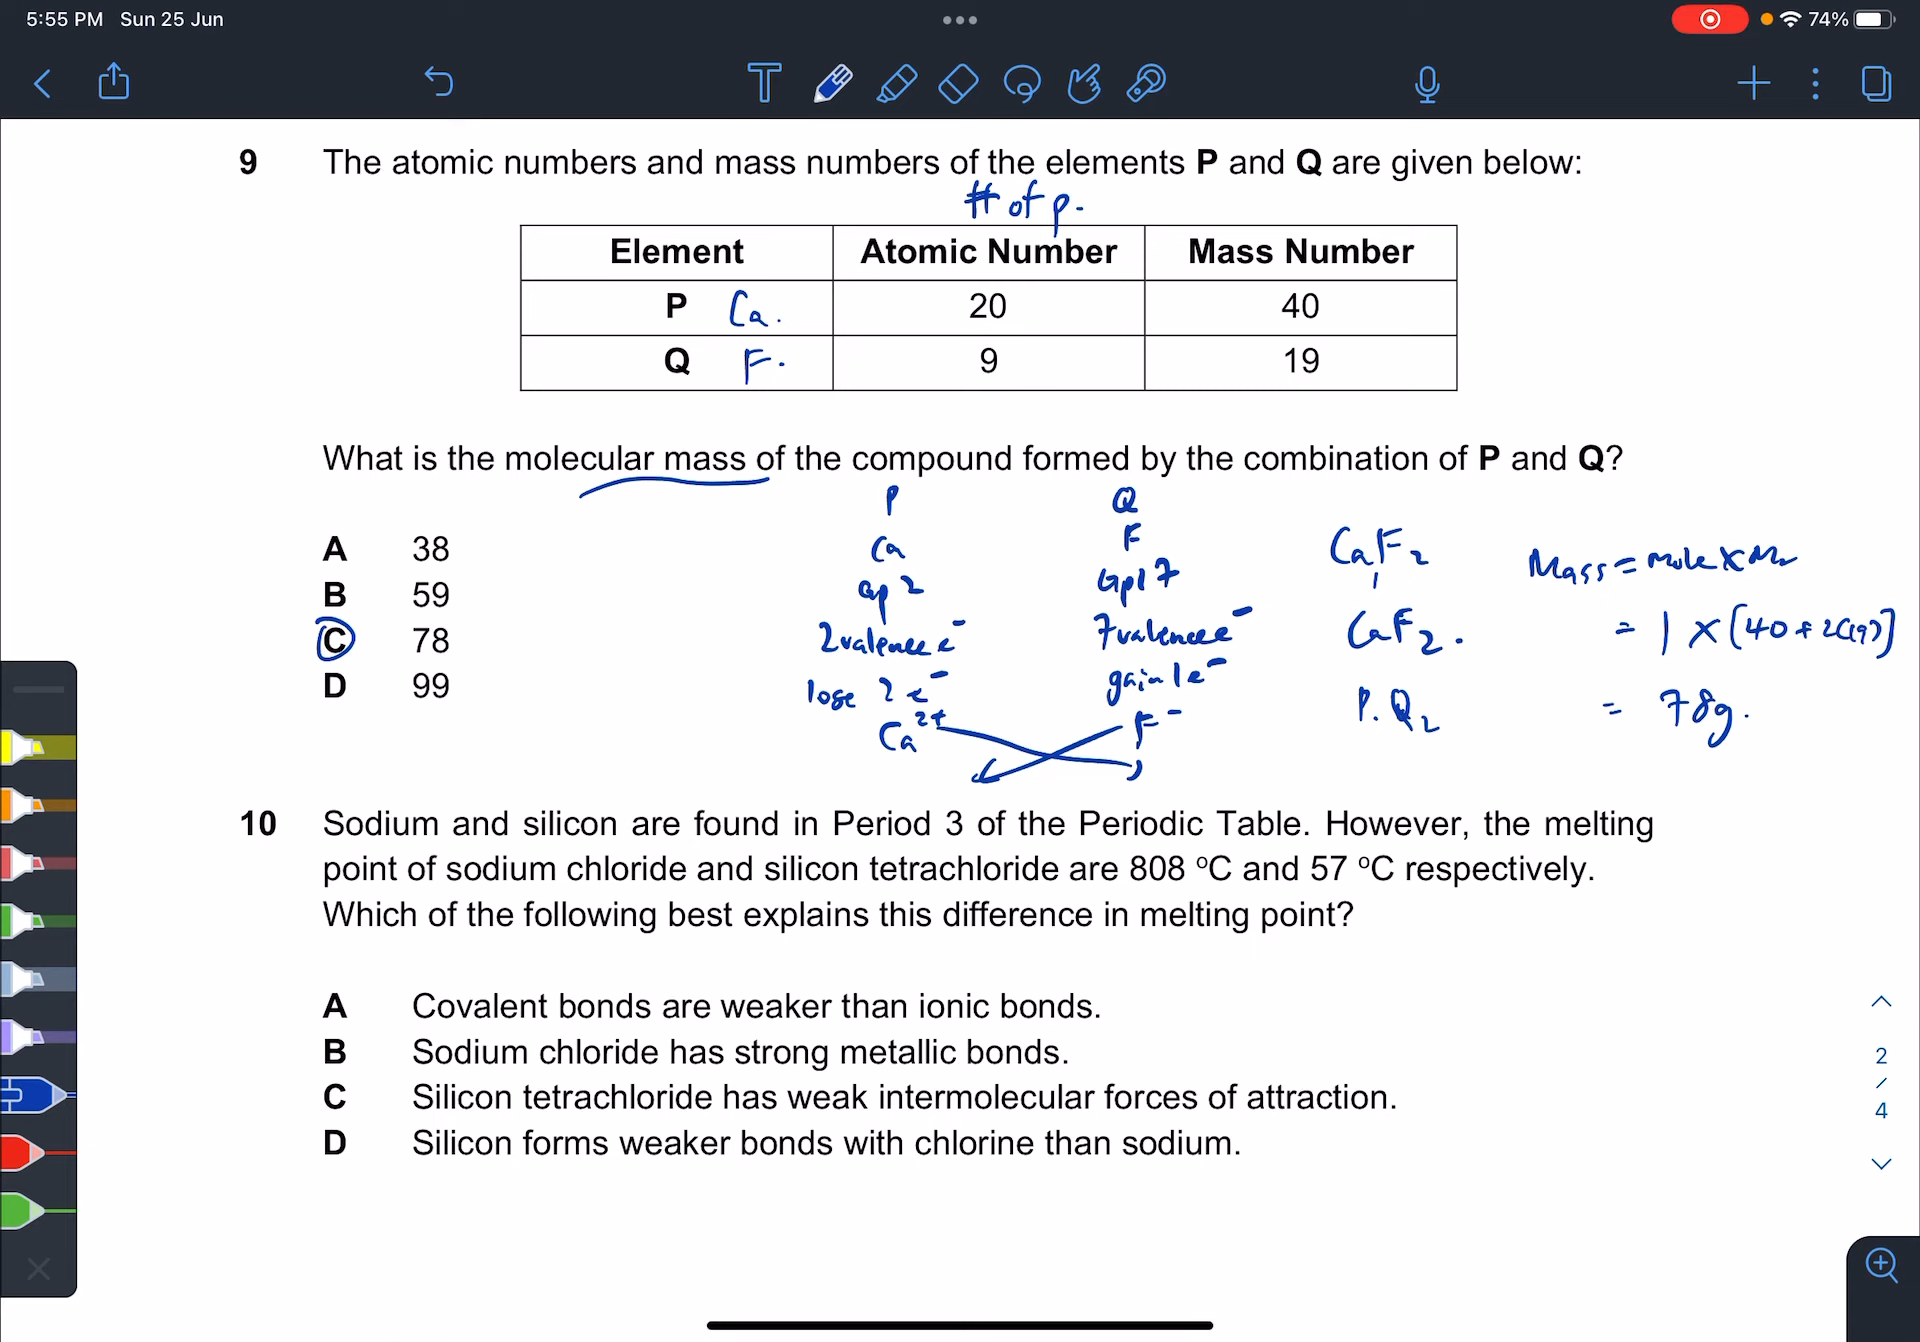 5:55 PM Sun 25 Jun
74%
9 The atomic numbers and mass numbers of the elements P and Q are given below:
# of p.
Element Atomic Number Mass Number
P Ca. 20 40
Q F. 9 19
What is the molecular mass of the compound formed by the combination of P and Q?
A 38
B 59
C 78
D 99
P
Ca
Gp 2
2 valence e⁻
lose 2 e⁻
Ca²⁺
Q
F
Gp 17
7 valence e⁻
gain 1 e⁻
F⁻
CaF₂
CaF₂.
P.Q₂
Mass = mole x Mr
= 1 x (40 + 2(19))
= 78g.
10 Sodium and silicon are found in Period 3 of the Periodic Table. However, the melting
point of sodium chloride and silicon tetrachloride are 808 °C and 57 °C respectively.
Which of the following best explains this difference in melting point?
A Covalent bonds are weaker than ionic bonds.
B Sodium chloride has strong metallic bonds.
C Silicon tetrachloride has weak intermolecular forces of attraction.
D Silicon forms weaker bonds with chlorine than sodium.
2
/
4